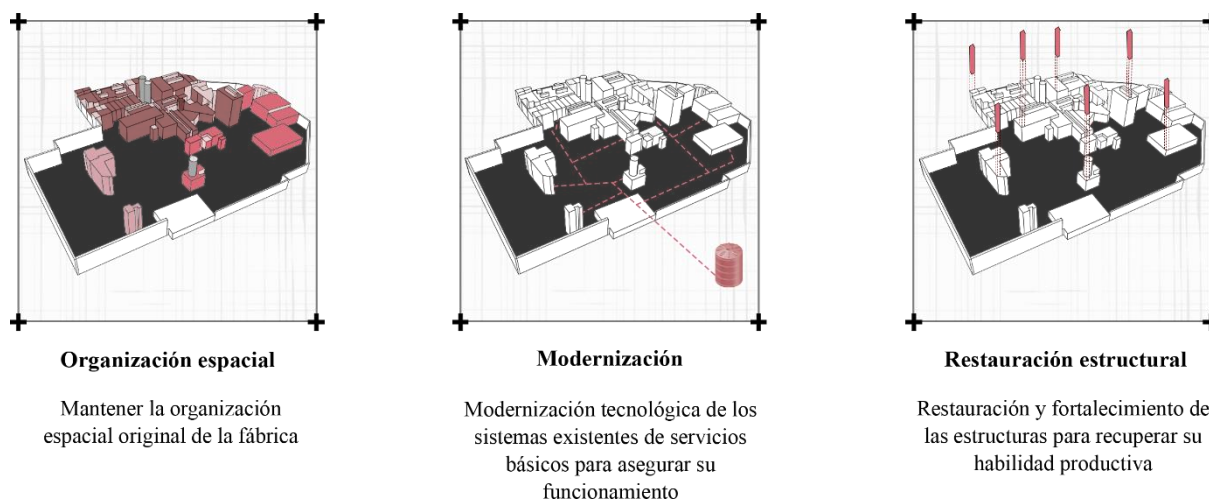 Organización espacial
Mantener la organización
espacial original de la fábrica
Modernización
Modernización tecnológica de los
sistemas existentes de servicios
básicos para asegurar su
funcionamiento
Restauración estructural
Restauración y fortalecimiento de
las estructuras para recuperar su
habilidad productiva